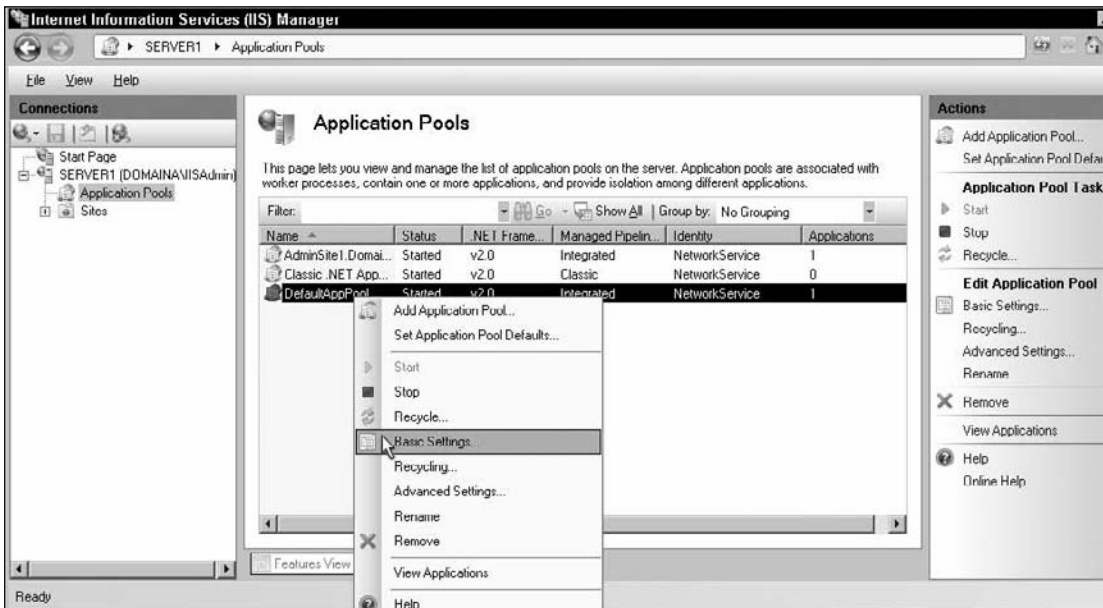 Internet Information Services (IIS) Manager
SERVER1 Application Pools
File View Help
Connections
Start Page
SERVER1 (DOMAINA\IISAdmin)
Application Pools
Sites
Application Pools
This page lets you view and manage the list of application pools on the server. Application pools are associated with
worker processes, contain one or more applications, and provide isolation among different applications.
Filter: Go Show All Group by: No Grouping
Name Status .NET Frame... Managed Pipelin... Identity Applications
AdminSite1.Domai... Started v2.0 Integrated NetworkService 1
Classic .NET App... Started v2.0 Classic NetworkService 0
DefaultAppPool Started v2.0 Integrated NetworkService 1
Add Application Pool...
Set Application Pool Defaults...
Start
Stop
Recycle...
Basic Settings...
Recycling...
Advanced Settings...
Rename
Remove
View Applications
Help
Features View
Actions
Add Application Pool...
Set Application Pool Defau
Application Pool Task
Start
Stop
Recycle...
Edit Application Pool
Basic Settings...
Recycling...
Advanced Settings...
Rename
Remove
View Applications
Help
Online Help
Ready